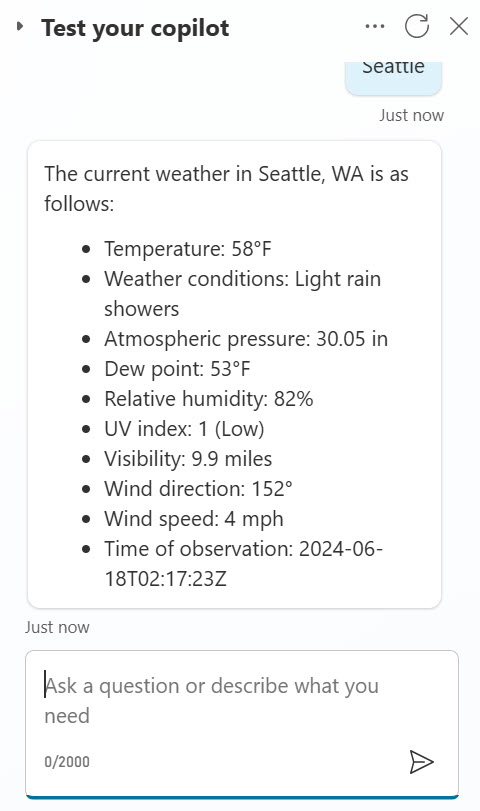 Test your copilot
Seattle
Just now
The current weather in Seattle, WA is as
follows:
Temperature: 58°F
Weather conditions: Light rain
showers
Atmospheric pressure: 30.05 in
Dew point: 53°F
Relative humidity: 82%
UV index: 1 (Low)
Visibility: 9.9 miles
Wind direction: 152°
Wind speed: 4 mph
Time of observation: 2024-06-
18T02:17:23Z
Just now
Ask a question or describe what you
need
0/2000